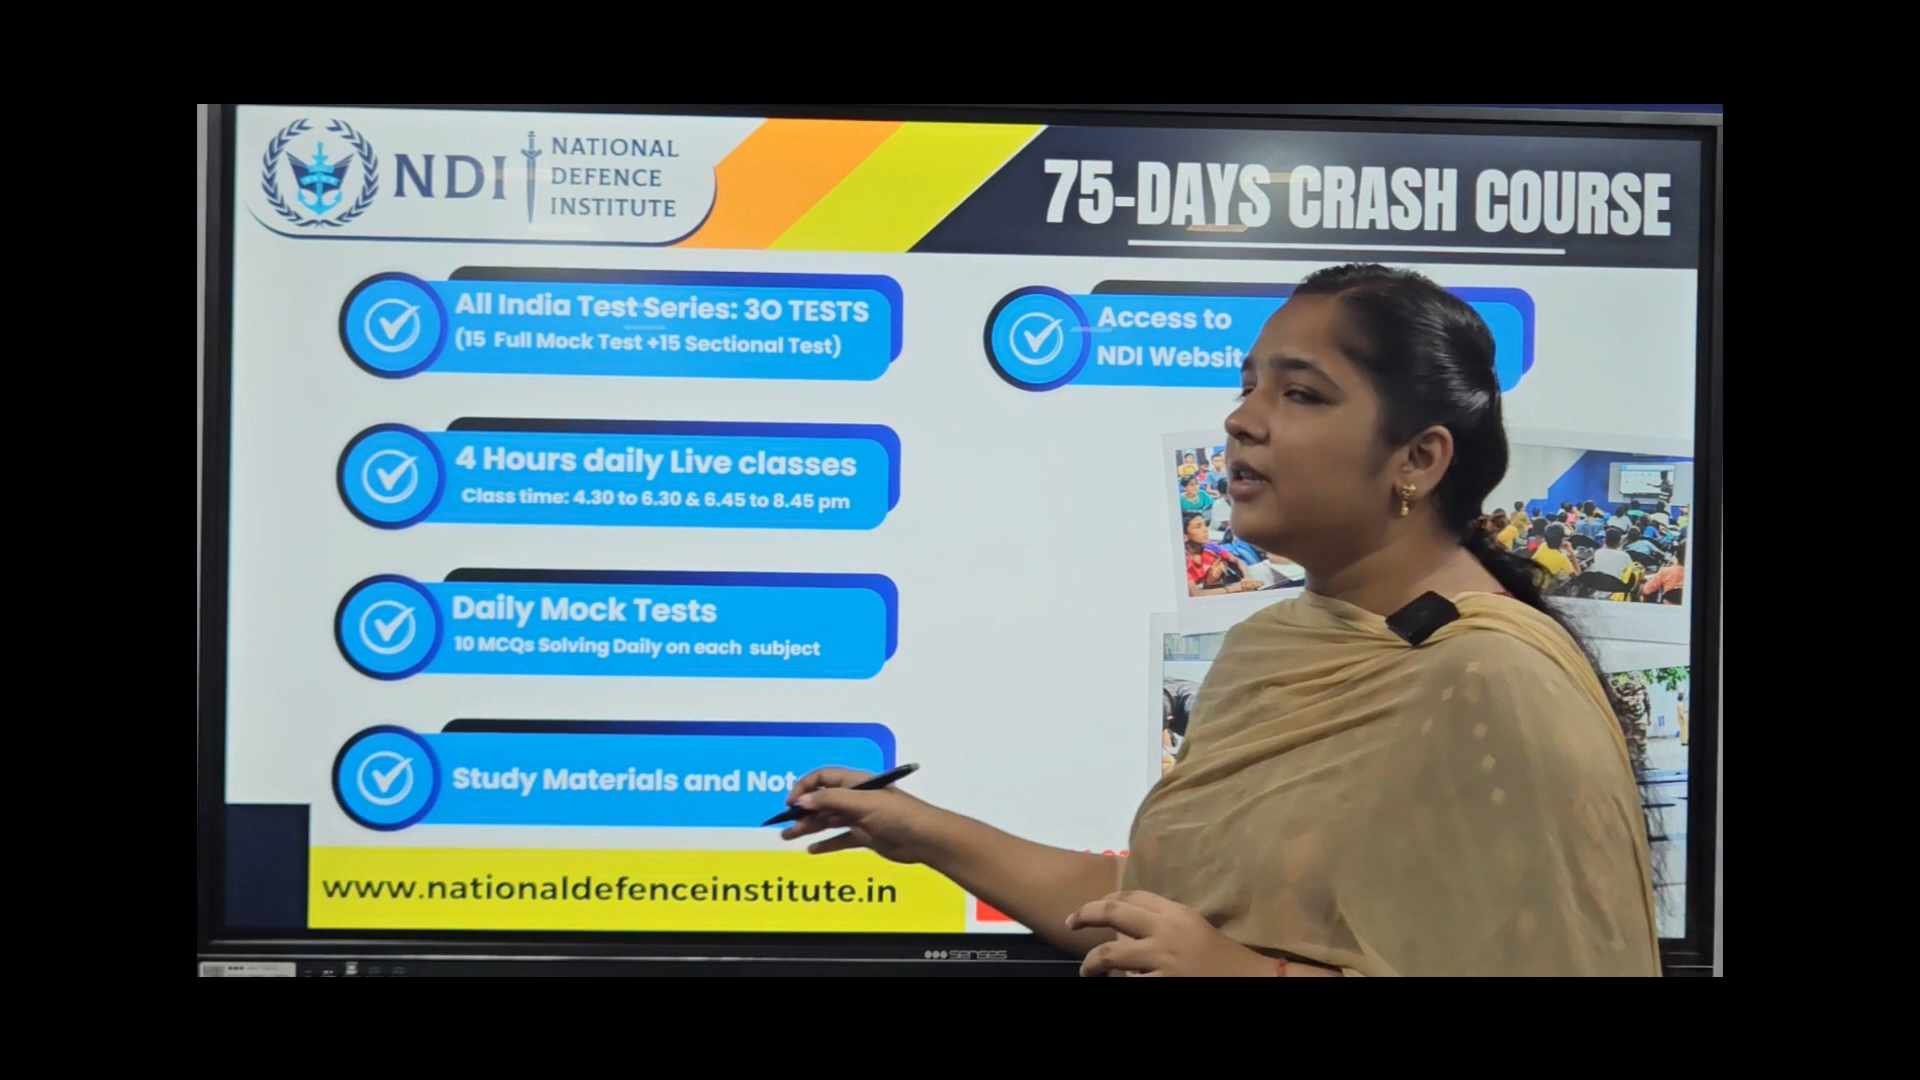 NDI
NATIONAL
DEFENCE
INSTITUTE
75-DAYS CRASH COURSE
All India Test Series: 30 TESTS
(15 Full Mock Test +15 Sectional Test)
4 Hours daily Live classes
Class time: 4.30 to 6.30 & 6.45 to 8.45 pm
Daily Mock Tests
10 MCQs Solving Daily on each subject
Study Materials and
Access to
NDI
www.nationaldefenceinstitute.in
senses